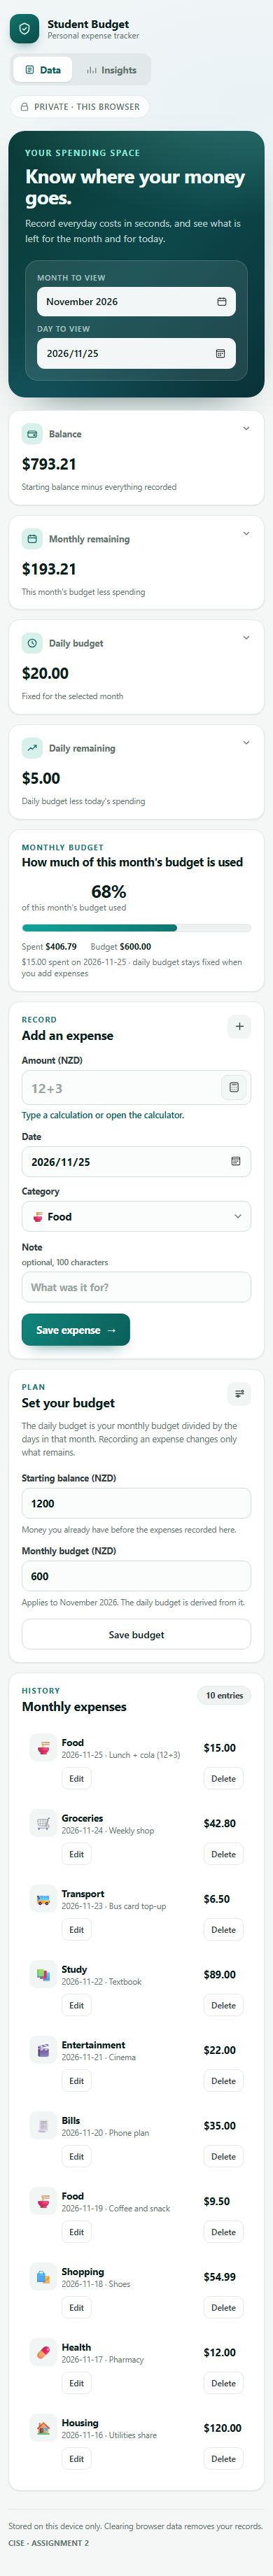 Student Budget
Personal expense tracker
Data
Insights
PRIVATE · THIS BROWSER
YOUR SPENDING SPACE
Know where your money
goes.
Record everyday costs in seconds, and see what is
left for the month and for today.
MONTH TO VIEW
November 2026
DAY TO VIEW
2026/11/25
Balance
$793.21
Starting balance minus everything recorded
Monthly remaining
$193.21
This month's budget less spending
Daily budget
$20.00
Fixed for the selected month
Daily remaining
$5.00
Daily budget less today's spending
MONTHLY BUDGET
How much of this month's budget is used
68%
of this month's budget used
Spent $406.79 Budget $600.00
$15.00 spent on 2026-11-25 · daily budget stays fixed when
you add expenses
RECORD
Add an expense
Amount (NZD)
12+3
Type a calculation or open the calculator.
Date
2026/11/25
Category
Food
Note
optional, 100 characters
What was it for?
Save expense →
PLAN
Set your budget
The daily budget is your monthly budget divided by the
days in that month. Recording an expense changes only
what remains.
Starting balance (NZD)
1200
Money you already have before the expenses recorded here.
Monthly budget (NZD)
600
Applies to November 2026. The daily budget is derived from it.
Save budget
HISTORY
Monthly expenses
10 entries
Food
2026-11-25 · Lunch + cola (12+3)
$15.00
Edit
Delete
Groceries
2026-11-24 · Weekly shop
$42.80
Edit
Delete
Transport
2026-11-23 · Bus card top-up
$6.50
Edit
Delete
Study
2026-11-22 · Textbook
$89.00
Edit
Delete
Entertainment
2026-11-21 · Cinema
$22.00
Edit
Delete
Bills
2026-11-20 · Phone plan
$35.00
Edit
Delete
Food
2026-11-19 · Coffee and snack
$9.50
Edit
Delete
Shopping
2026-11-18 · Shoes
$54.99
Edit
Delete
Health
2026-11-17 · Pharmacy
$12.00
Edit
Delete
Housing
2026-11-16 · Utilities share
$120.00
Edit
Delete
Stored on this device only. Clearing browser data removes your records.
CISE · ASSIGNMENT 2